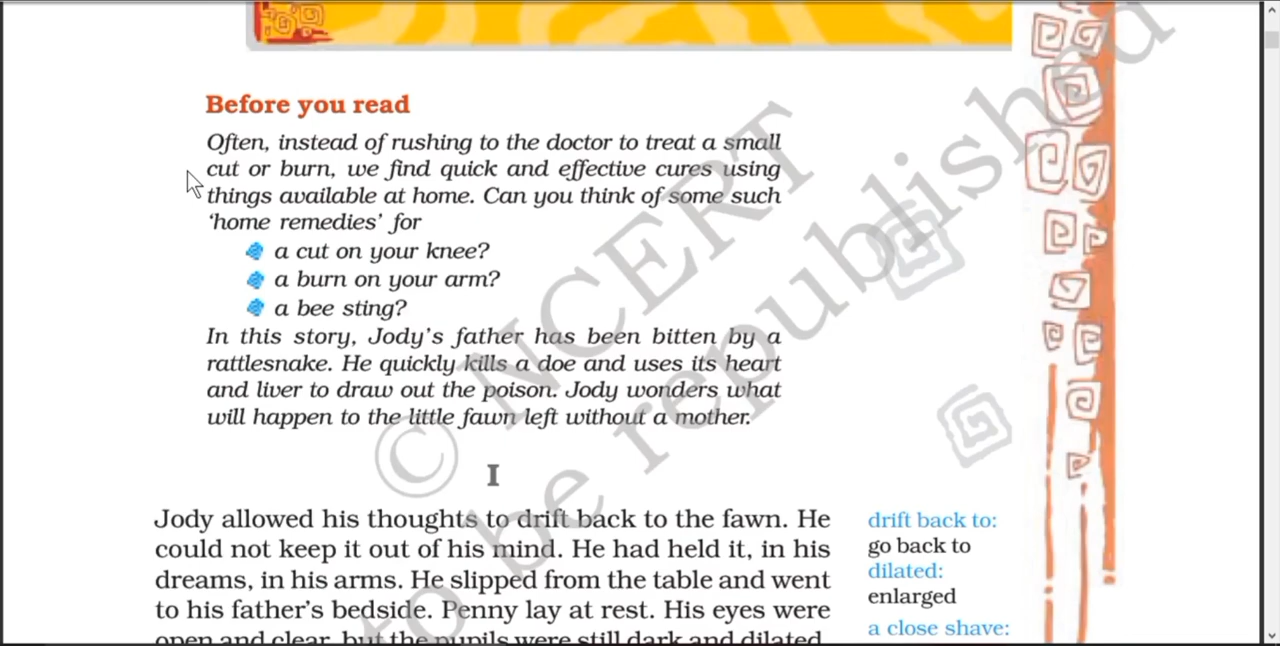 Before you read
Often, instead of rushing to the doctor to treat a small
cut or burn, we find quick and effective cures using
things available at home. Can you think of some such
‘home remedies’ for
a cut on your knee?
a burn on your arm?
a bee sting?
In this story, Jody’s father has been bitten by a
rattlesnake. He quickly kills a doe and uses its heart
and liver to draw out the poison. Jody wonders what
will happen to the little fawn left without a mother.
I
Jody allowed his thoughts to drift back to the fawn. He
could not keep it out of his mind. He had held it, in his
dreams, in his arms. He slipped from the table and went
to his father’s bedside. Penny lay at rest. His eyes were
open and clear, but the pupils were still dark and dilated.
drift back to:
go back to
dilated:
enlarged
a close shave:
© NCERT
to be republished